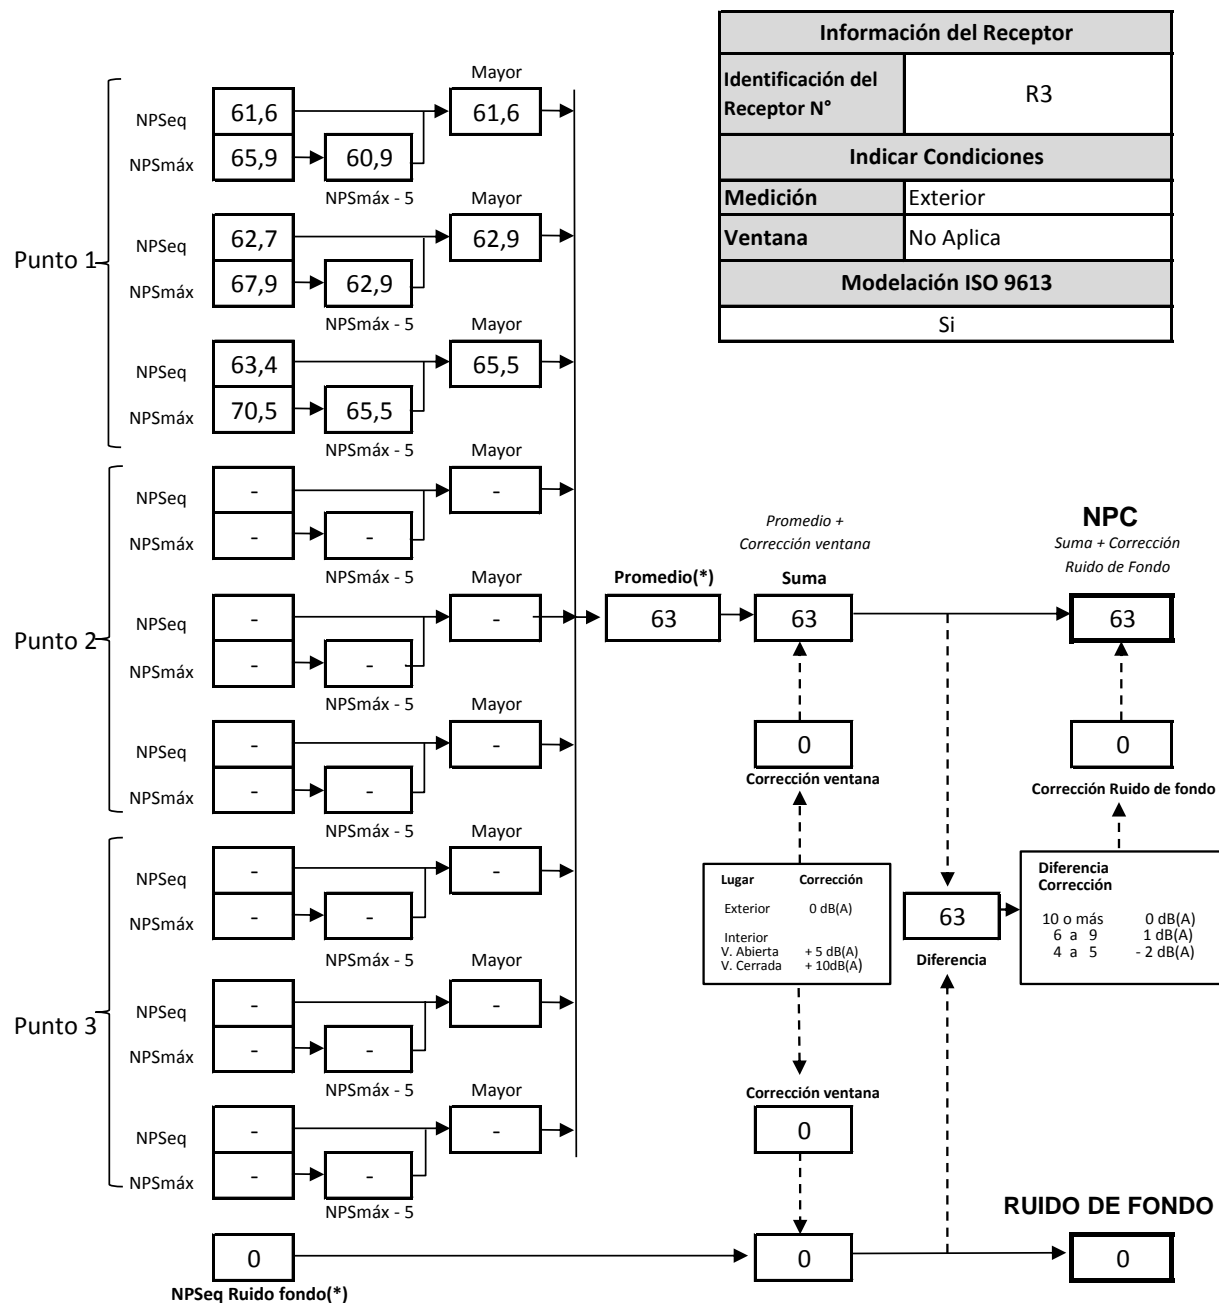 Información del Receptor
Identificación del Receptor N° R3
Indicar Condiciones
Medición Exterior
Ventana No Aplica
Modelación ISO 9613
Si
Punto 1
Mayor
NPSeq 61,6 61,6
NPSmáx 65,9 60,9
NPSmáx - 5
Mayor
NPSeq 62,7 62,9
NPSmáx 67,9 62,9
NPSmáx - 5
Mayor
NPSeq 63,4 65,5
NPSmáx 70,5 65,5
NPSmáx - 5
Punto 2
Mayor
NPSeq - -
NPSmáx - -
NPSmáx - 5
Mayor
NPSeq - -
NPSmáx - -
NPSmáx - 5
Mayor
NPSeq - -
NPSmáx - -
NPSmáx - 5
Punto 3
Mayor
NPSeq - -
NPSmáx - -
NPSmáx - 5
Mayor
NPSeq - -
NPSmáx - -
NPSmáx - 5
Mayor
NPSeq - -
NPSmáx - -
NPSmáx - 5
0
NPSeq Ruido fondo(*)
Promedio(*)
63
Promedio +
Corrección ventana
Suma
63
0
Corrección ventana
Lugar Corrección
Exterior 0 dB(A)
Interior
V. Abierta + 5 dB(A)
V. Cerrada + 10dB(A)
Corrección ventana
0
0
63
Diferencia
NPC
Suma + Corrección
Ruido de Fondo
63
0
Corrección Ruido de fondo
Diferencia
Corrección
10 o más 0 dB(A)
6 a 9 1 dB(A)
4 a 5 - 2 dB(A)
RUIDO DE FONDO
0